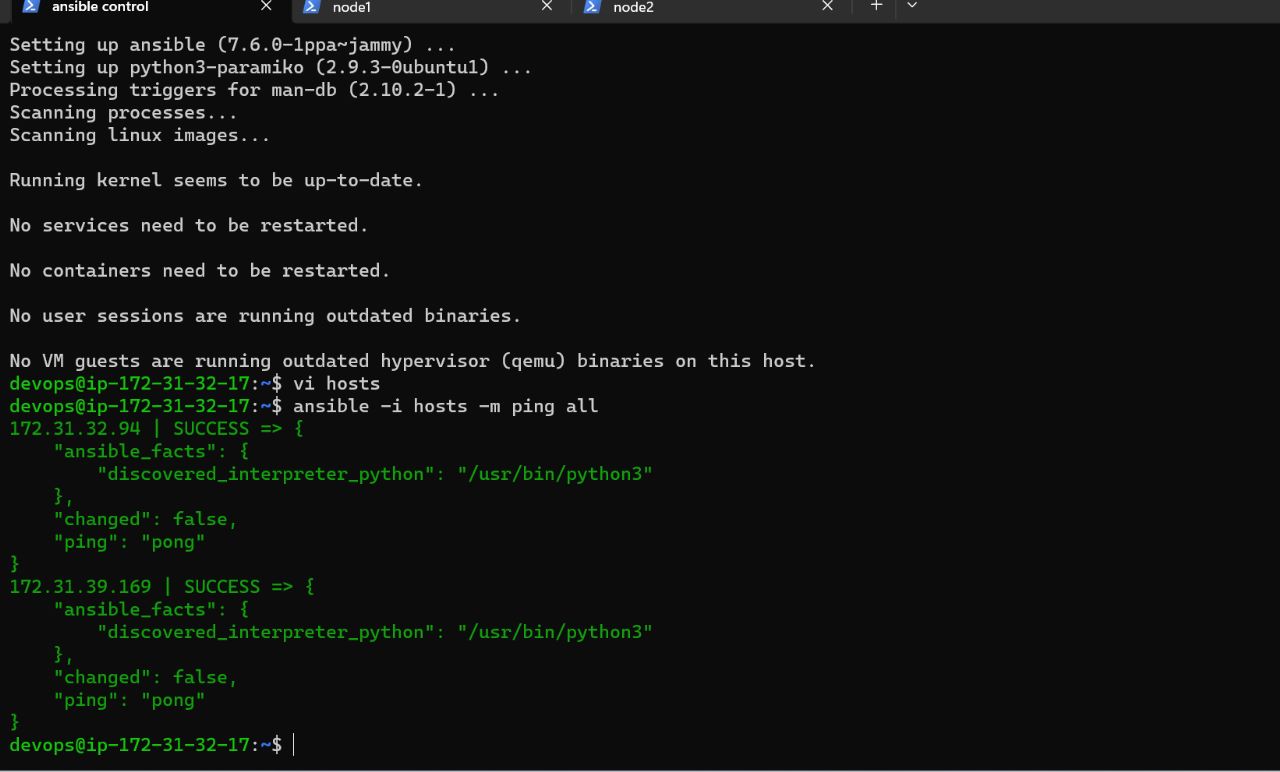 ansible control
node1
node2
Setting up ansible (7.6.0-1ppa~jammy) ...
Setting up python3-paramiko (2.9.3-0ubuntu1) ...
Processing triggers for man-db (2.10.2-1) ...
Scanning processes...
Scanning linux images...
Running kernel seems to be up-to-date.
No services need to be restarted.
No containers need to be restarted.
No user sessions are running outdated binaries.
No VM guests are running outdated hypervisor (qemu) binaries on this host.
devops@ip-172-31-32-17:~$ vi hosts
devops@ip-172-31-32-17:~$ ansible -i hosts -m ping all
172.31.32.94 | SUCCESS => {
    "ansible_facts": {
        "discovered_interpreter_python": "/usr/bin/python3"
    },
    "changed": false,
    "ping": "pong"
}
172.31.39.169 | SUCCESS => {
    "ansible_facts": {
        "discovered_interpreter_python": "/usr/bin/python3"
    },
    "changed": false,
    "ping": "pong"
}
devops@ip-172-31-32-17:~$